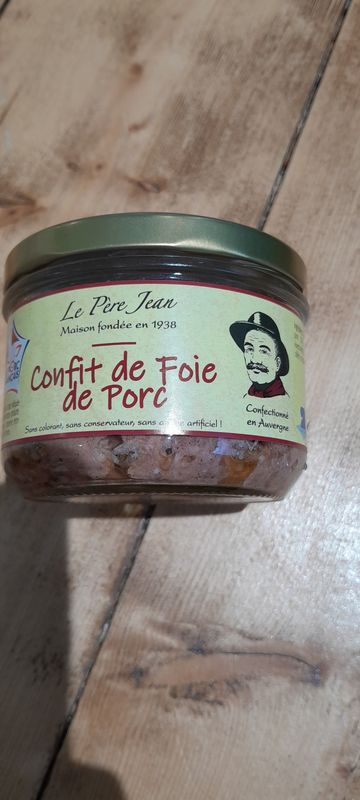 Le Père Jean
Maison fondée en 1938
Confit de Foie
de Porc
Sans colorant, sans conservateur, sans artificiel !
Confectionné
en Auvergne